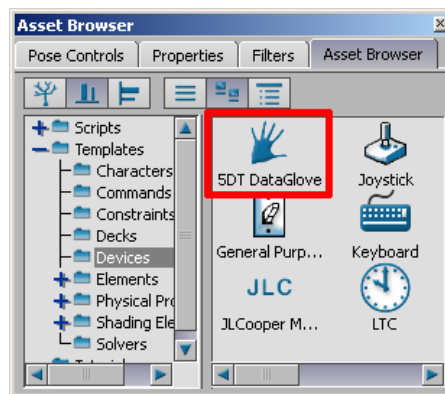 Asset Browser
Pose Controls Properties Filters Asset Browser
Scripts
Templates
Characters
Commands
Constraints
Decks
Devices
Elements
Physical Pro
Shading Ele
Solvers
5DT DataGlove Joystick
General Purp... Keyboard
JLC
JLCooper M... LTC